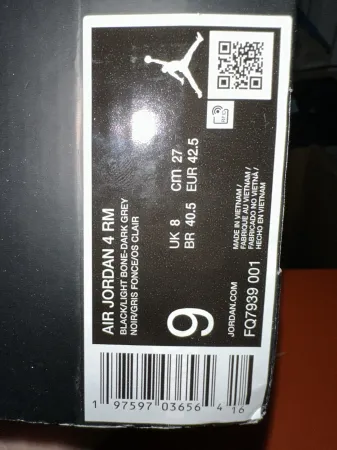 AIR JORDAN 4 RM
BLACK/LIGHT BONE-DARK GREY
NOIR/GRIS FONCE/OS CLAIR
UK 8
cm 27
BR 40.5
EUR 42.5
9
MADE IN VIETNAM /
FABRIQUE AU VIETNAM /
FABRICADO NO VIETNÃ /
HECHO EN VIETNAM
JORDAN.COM
FQ7939 001
1 97597 03656 4 16